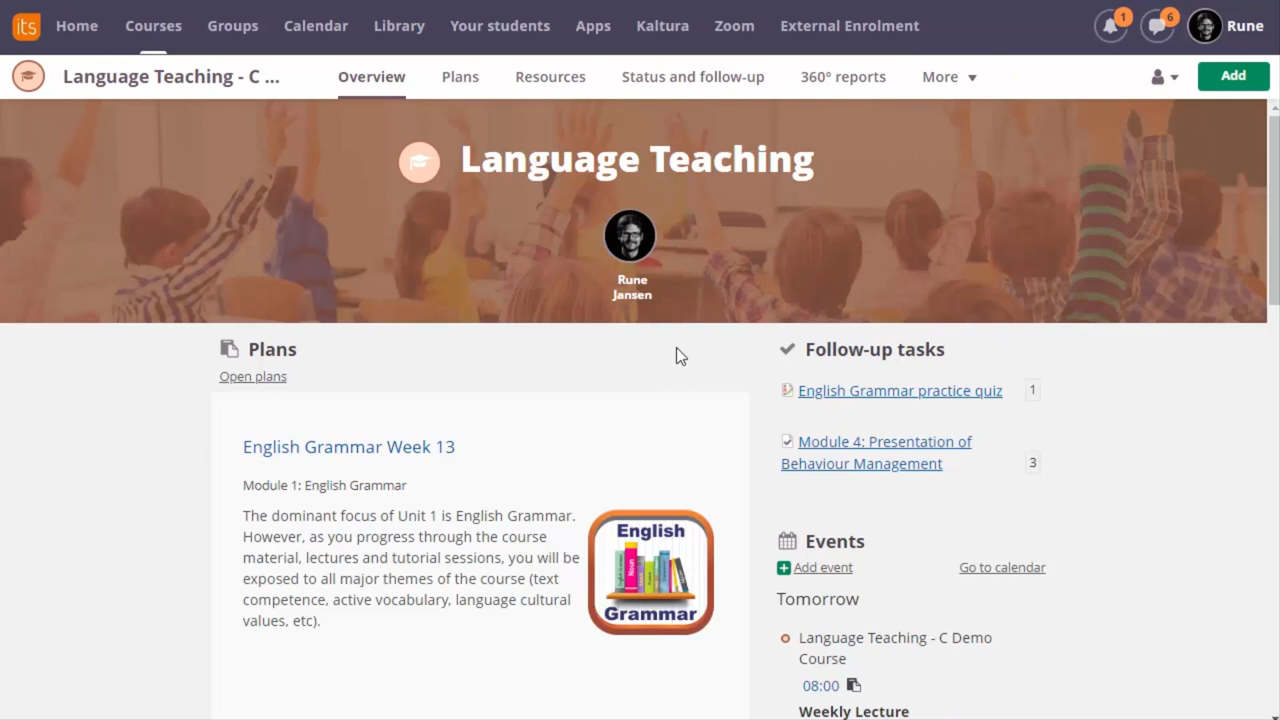 its Home Courses Groups Calendar Library Your students Apps Kaltura Zoom External Enrolment 1 6 Rune
Language Teaching - C ... Overview Plans Resources Status and follow-up 360° reports More Add
Language Teaching
Rune
Jansen
Plans
Open plans
English Grammar Week 13
Module 1: English Grammar
The dominant focus of Unit 1 is English Grammar.
However, as you progress through the course
material, lectures and tutorial sessions, you will be
exposed to all major themes of the course (text
competence, active vocabulary, language cultural
values, etc).
English
Noun
Grammar
Follow-up tasks
English Grammar practice quiz 1
Module 4: Presentation of
Behaviour Management 3
Events
Add event Go to calendar
Tomorrow
Language Teaching - C Demo
Course
08:00
Weekly Lecture